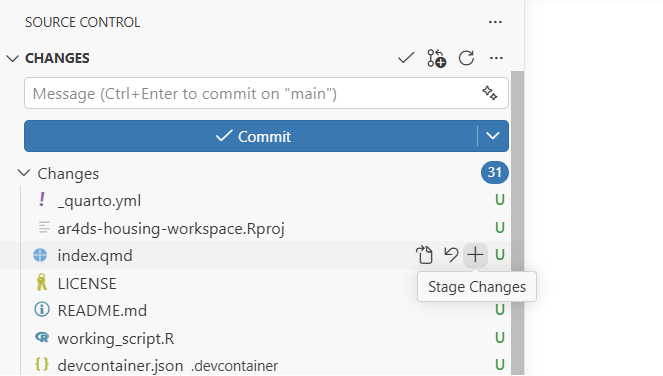 SOURCE CONTROL
CHANGES
Message (Ctrl+Enter to commit on "main")
Commit
Changes 31
_quarto.yml U
ar4ds-housing-workspace.Rproj U
index.qmd U
Stage Changes
LICENSE
README.md U
working_script.R U
devcontainer.json .devcontainer U